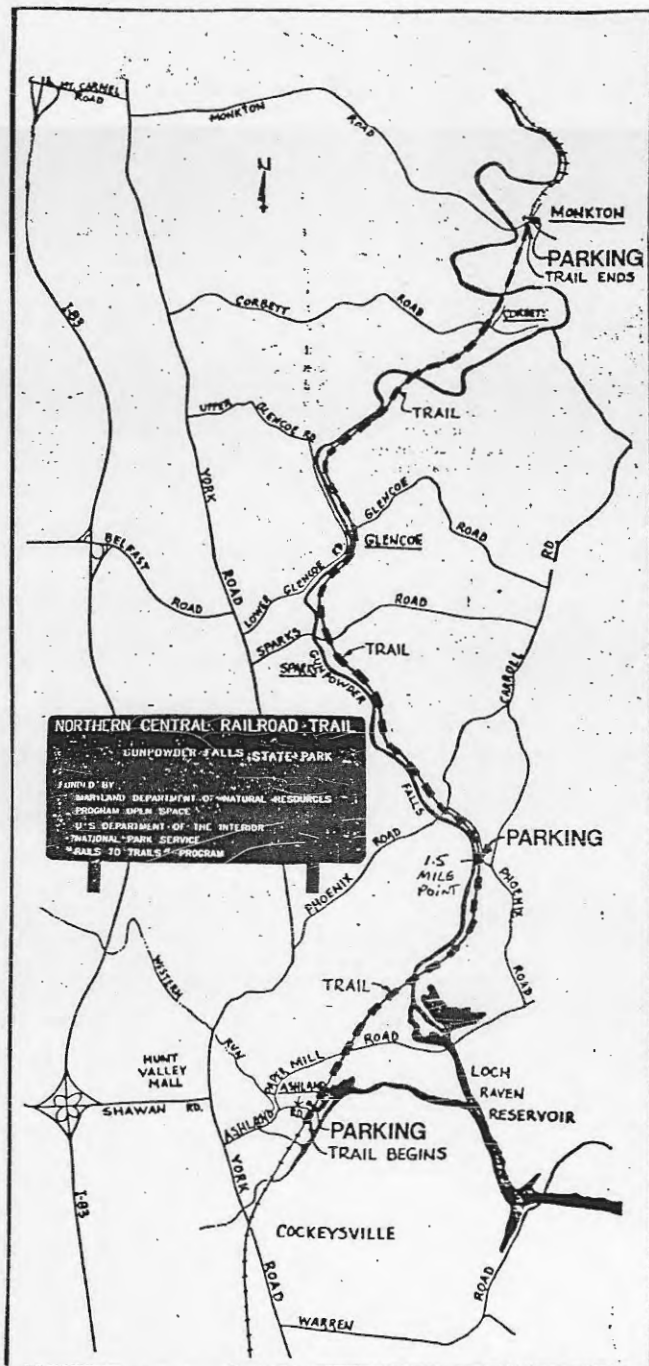 MT. CARMEL
ROAD
MONKTON
ROAD
N
MONKTON
PARKING
TRAIL ENDS
I-83
CORBETT
ROAD
CORBETT
TRAIL
UPPER
GLENCOE RD.
YORK
ROAD
GLENCOE
ROAD
GLENCOE
RD
BELFAST
ROAD
LOWER GLENCOE
SPARKS
ROAD
TRAIL
SPARKS
GUNPOWDER
FALLS
CARROLL
NORTHERN CENTRAL RAILROAD TRAIL
GUNPOWDER FALLS STATE PARK
FUNDED BY
MARYLAND DEPARTMENT OF NATURAL RESOURCES
PROGRAM OPEN SPACE
U.S DEPARTMENT OF THE INTERIOR
NATIONAL PARK SERVICE
"RAILS TO TRAILS" PROGRAM
PARKING
1.5
MILE
POINT
PHOENIX ROAD
PHOENIX
ROAD
WESTERN
RUN
TRAIL
PAPER MILL ROAD
HUNT
VALLEY
MALL
ASHLAND
RD.
LOCH
RAVEN
RESERVOIR
SHAWAN RD.
ASHLAND
PARKING
TRAIL BEGINS
I-83
YORK
ROAD
COCKEYSVILLE
WARREN
ROAD